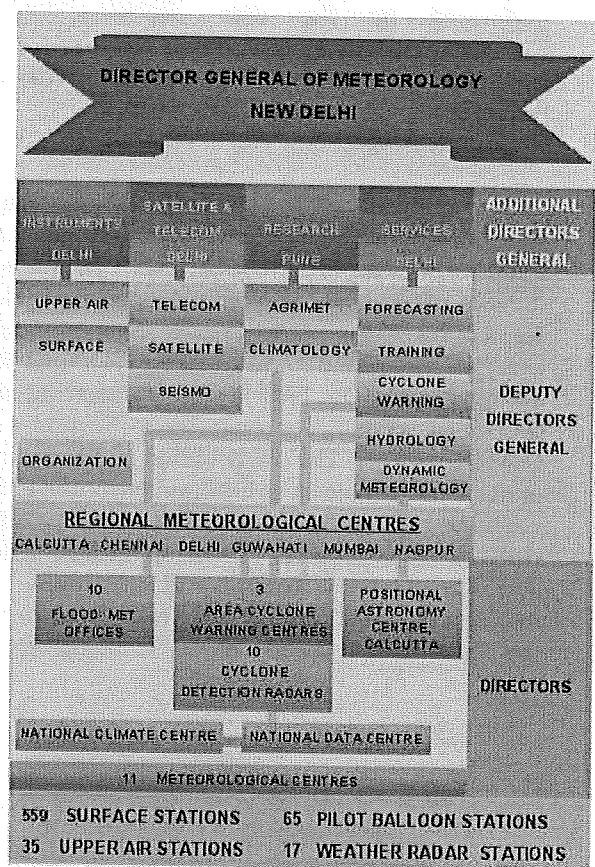 DIRECTOR GENERAL OF METEOROLOGY
NEW DELHI
INSTRUMENTS
DELHI
SATELLITE &
TELECOM
DELHI
RESEARCH
PUNE
SERVICES
DELHI
ADDITIONAL
DIRECTORS
GENERAL
UPPER AIR
TELECOM
AGRIMET
FORECASTING
SURFACE
SATELLITE
CLIMATOLOGY
TRAINING
SEISMO
CYCLONE
WARNING
HYDROLOGY
DYNAMIC
METEOROLOGY
ORGANIZATION
DEPUTY
DIRECTORS
GENERAL
REGIONAL METEOROLOGICAL CENTRES
CALCUTTA CHENNAI DELHI GUWAHATI MUMBAI NAGPUR
10
FLOOD MET
OFFICES
3
AREA CYCLONE
WARNING CENTRES
10
CYCLONE
DETECTION RADARS
POSITIONAL
ASTRONOMY
CENTRE,
CALCUTTA
DIRECTORS
NATIONAL CLIMATE CENTRE
NATIONAL DATA CENTRE
11 METEOROLOGICAL CENTRES
559 SURFACE STATIONS 65 PILOT BALLOON STATIONS
35 UPPER AIR STATIONS 17 WEATHER RADAR STATIONS